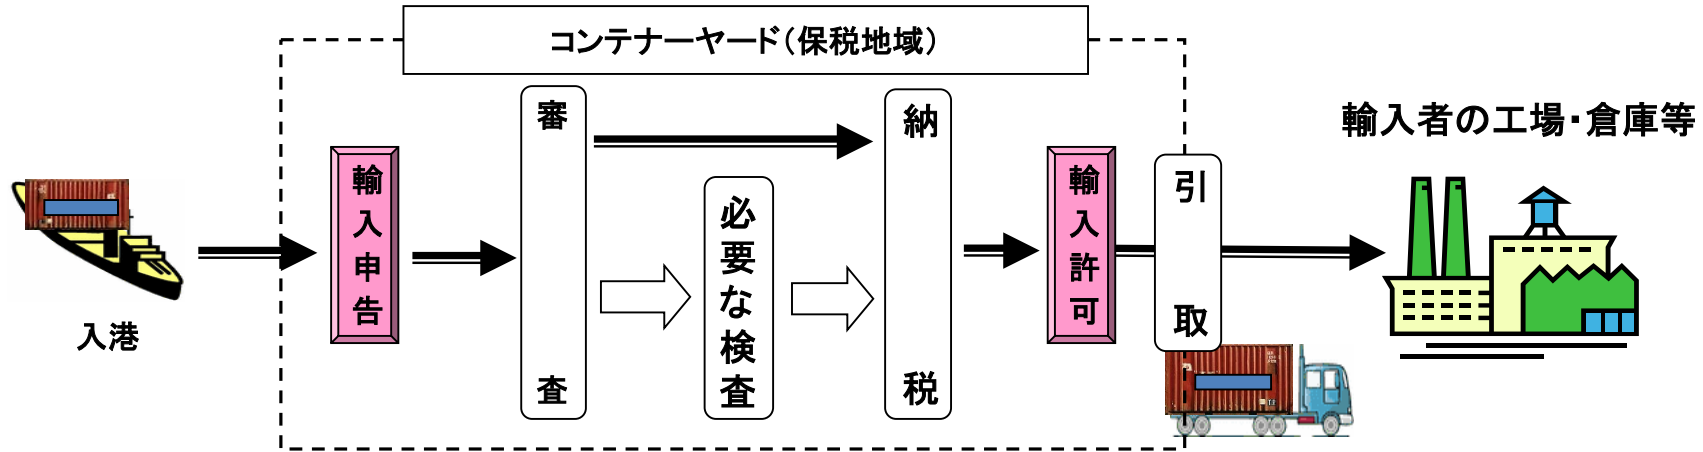 コンテナーヤード（保税地域）
入港
輸入申告
審査
必要な検査
納税
輸入許可
引取
輸入者の工場・倉庫等